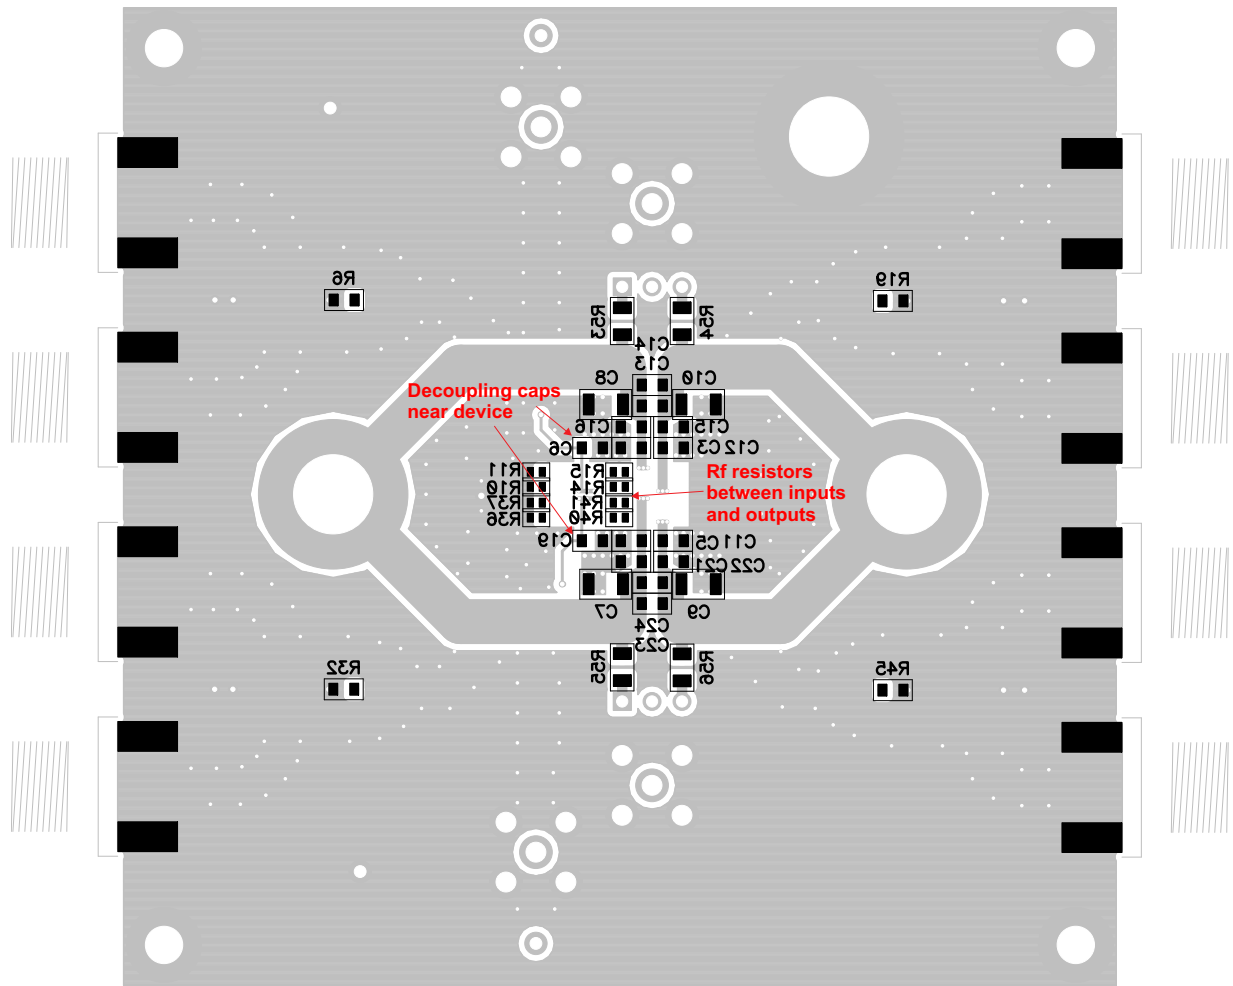 R6
R19
R53
R54
C14
C13
C8
C10
Decoupling caps
near device
C16
C15
C6
C3
C12
R11
R15
R10
R14
R37
R41
R36
R40
Rf resistors
between inputs
and outputs
C19
C5
C11
C21
C22
C7
C9
C24
C23
R55
R56
R32
R45